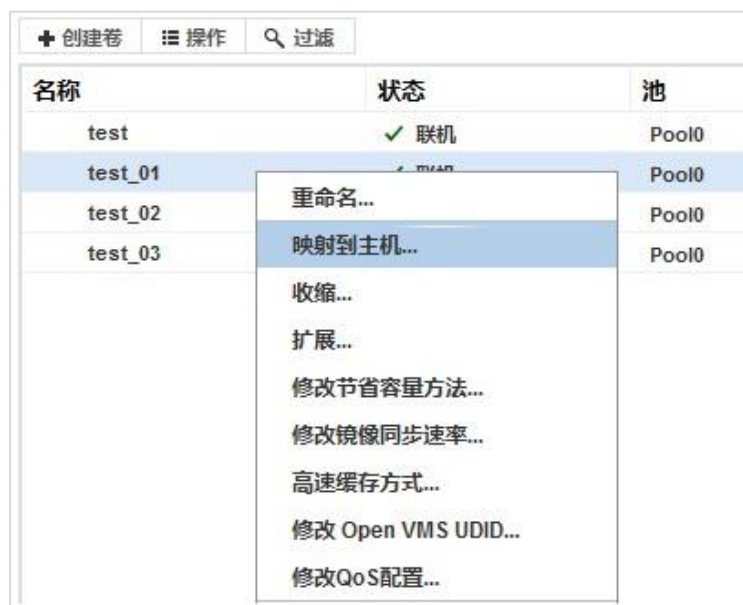 创建卷 操作 过滤
名称 状态 池
test 联机 Pool0
test_01 Pool0
test_02 Pool0
test_03 Pool0
重命名...
映射到主机...
收缩...
扩展...
修改节省容量方法...
修改镜像同步速率...
高速缓存方式...
修改 Open VMS UDID...
修改QoS配置...